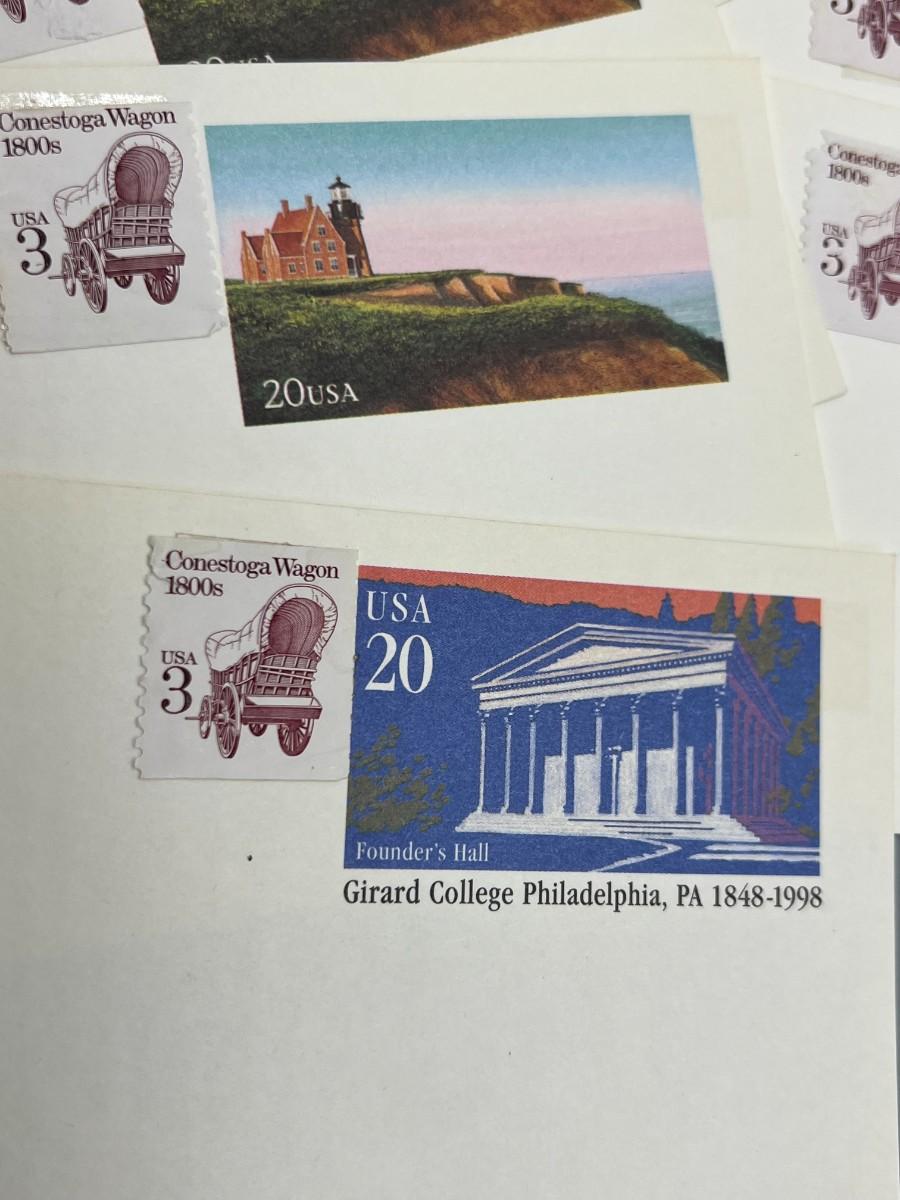 Conestoga Wagon
1800s
USA
3
20USA
Conestoga
1800s
USA
3
Conestoga Wagon
1800s
USA
3
USA
20
Founder's Hall
Girard College Philadelphia, PA 1848-1998